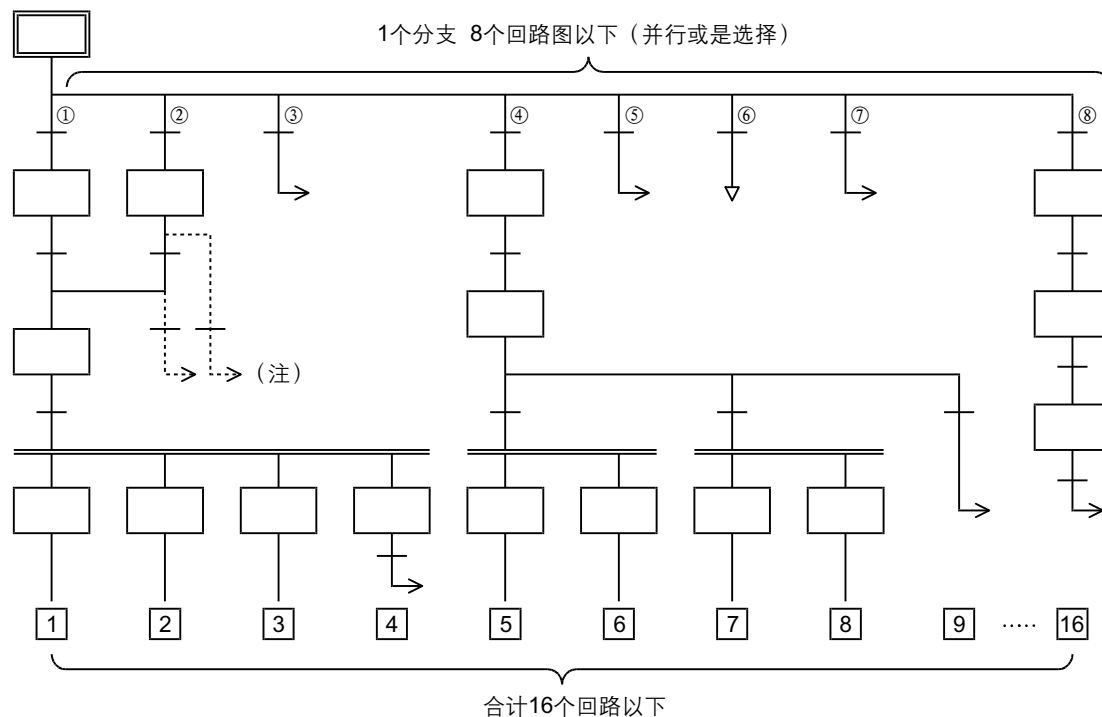 1个分支 8个回路图以下（并行或是选择）
① ② ③ ④ ⑤ ⑥ ⑦ ⑧
（注）
1 2 3 4 5 6 7 8 9 ····· 16
合计16个回路以下